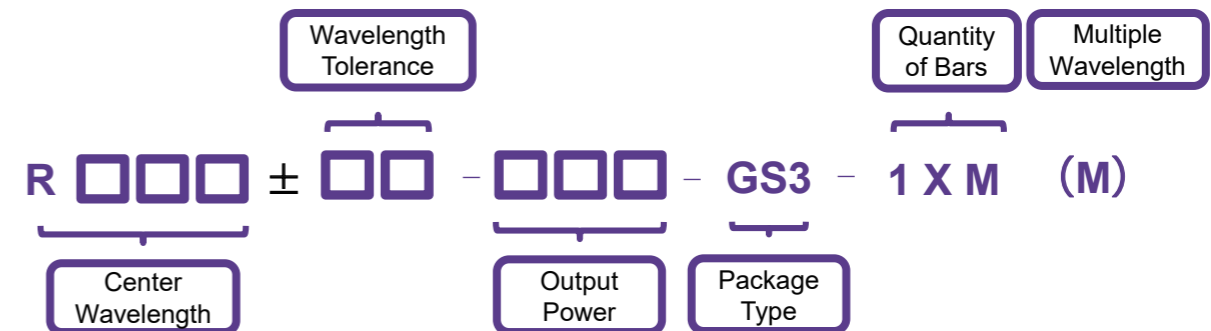 Wavelength
Tolerance
Quantity
of Bars
Multiple
Wavelength
R □□□ ± □□ - □□□ - GS3 - 1 X M (M)
Center
Wavelength
Output
Power
Package
Type